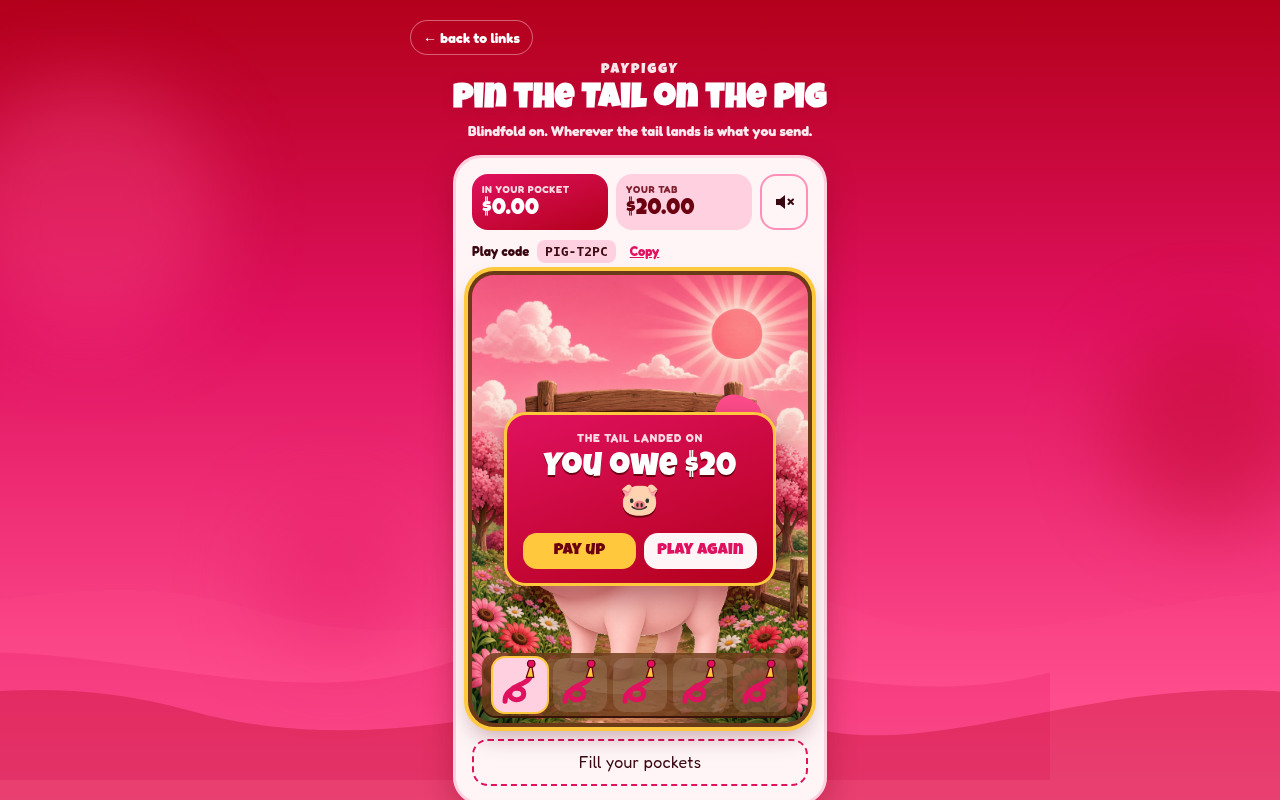 ← back to links
PAYPIGGY
Pin the Tail on the Pig
Blindfold on. Wherever the tail lands is what you send.
IN YOUR POCKET
$0.00
YOUR TAB
$20.00
Play code PIG-T2PC Copy
THE TAIL LANDED ON
You owe $20
🐷
Pay up
Play again
Fill your pockets